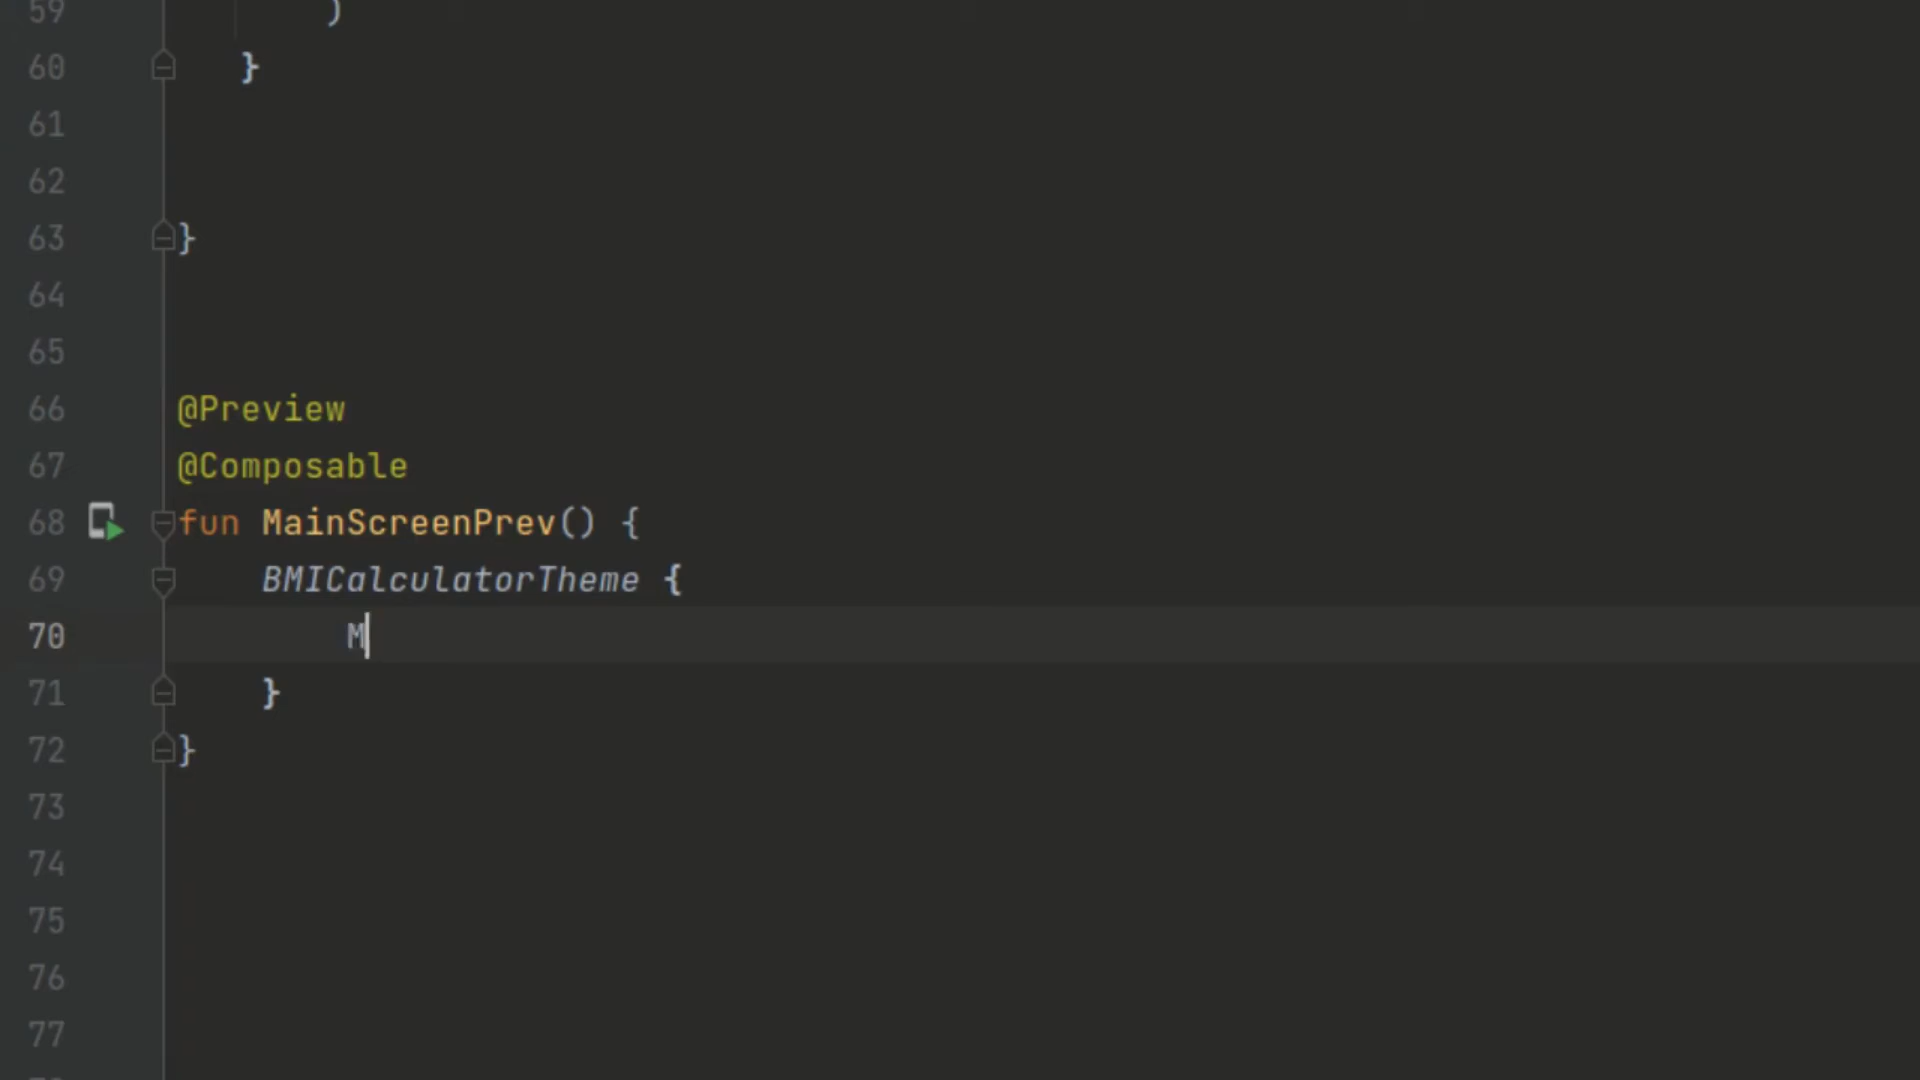 59 )
60 }
61
62
63 }
64
65
66 @Preview
67 @Composable
68 fun MainScreenPrev() {
69 BMICalculatorTheme {
70 M
71 }
72 }
73
74
75
76
77